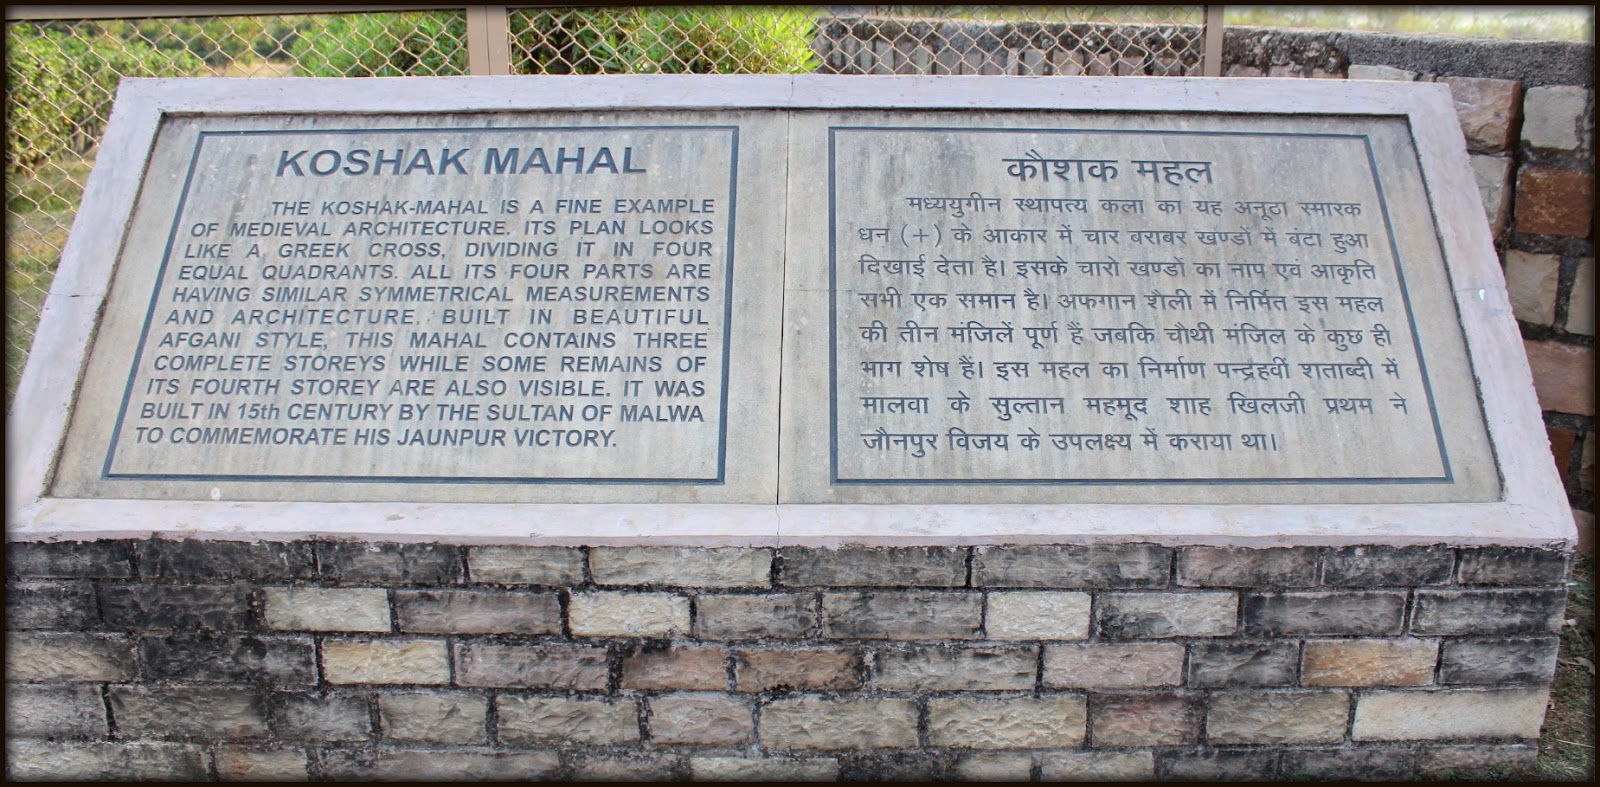 KOSHAK MAHAL
THE KOSHAK-MAHAL IS A FINE EXAMPLE
OF MEDIEVAL ARCHITECTURE. ITS PLAN LOOKS
LIKE A GREEK CROSS, DIVIDING IT IN FOUR
EQUAL QUADRANTS. ALL ITS FOUR PARTS ARE
HAVING SIMILAR SYMMETRICAL MEASUREMENTS
AND ARCHITECTURE. BUILT IN BEAUTIFUL
AFGANI STYLE, THIS MAHAL CONTAINS THREE
COMPLETE STOREYS WHILE SOME REMAINS OF
ITS FOURTH STOREY ARE ALSO VISIBLE. IT WAS
BUILT IN 15th CENTURY BY THE SULTAN OF MALWA
TO COMMEMORATE HIS JAUNPUR VICTORY.
कौशक महल
मध्ययुगीन स्थापत्य कला का यह अनूठा स्मारक
धन (+) के आकार में चार बराबर खण्डों में बंटा हुआ
दिखाई देता है। इसके चारो खण्डों का नाप एवं आकृति
सभी एक समान है। अफगान शैली में निर्मित इस महल
की तीन मंजिलें पूर्ण हैं जबकि चौथी मंजिल के कुछ ही
भाग शेष हैं। इस महल का निर्माण पन्द्रहवीं शताब्दी में
मालवा के सुल्तान महमूद शाह खिलजी प्रथम ने
जौनपुर विजय के उपलक्ष्य में कराया था।